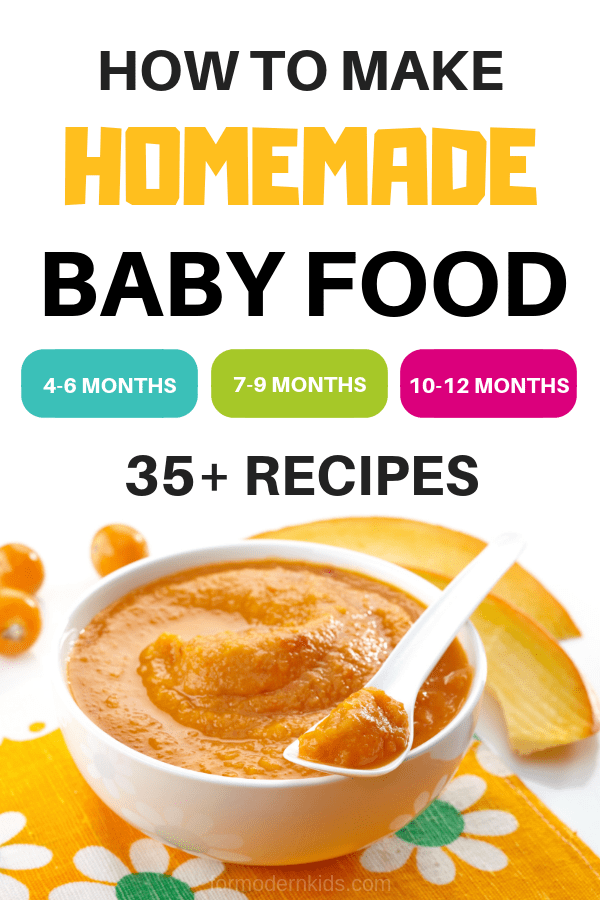 HOW TO MAKE
HOMEMADE
BABY FOOD
4-6 MONTHS
7-9 MONTHS
10-12 MONTHS
35+ RECIPES
formodernkids.com